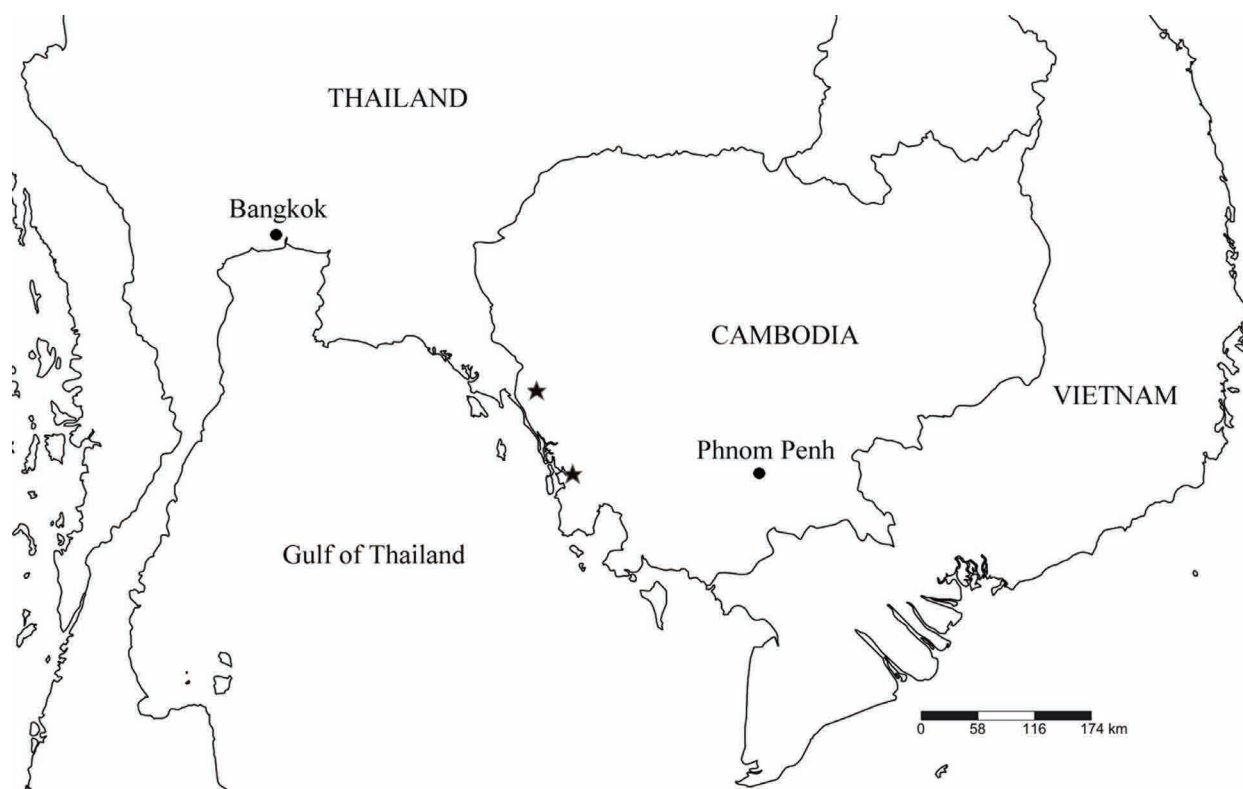 THAILAND
Bangkok
CAMBODIA
VIETNAM
Phnom Penh
Gulf of Thailand
0 58 116 174 km